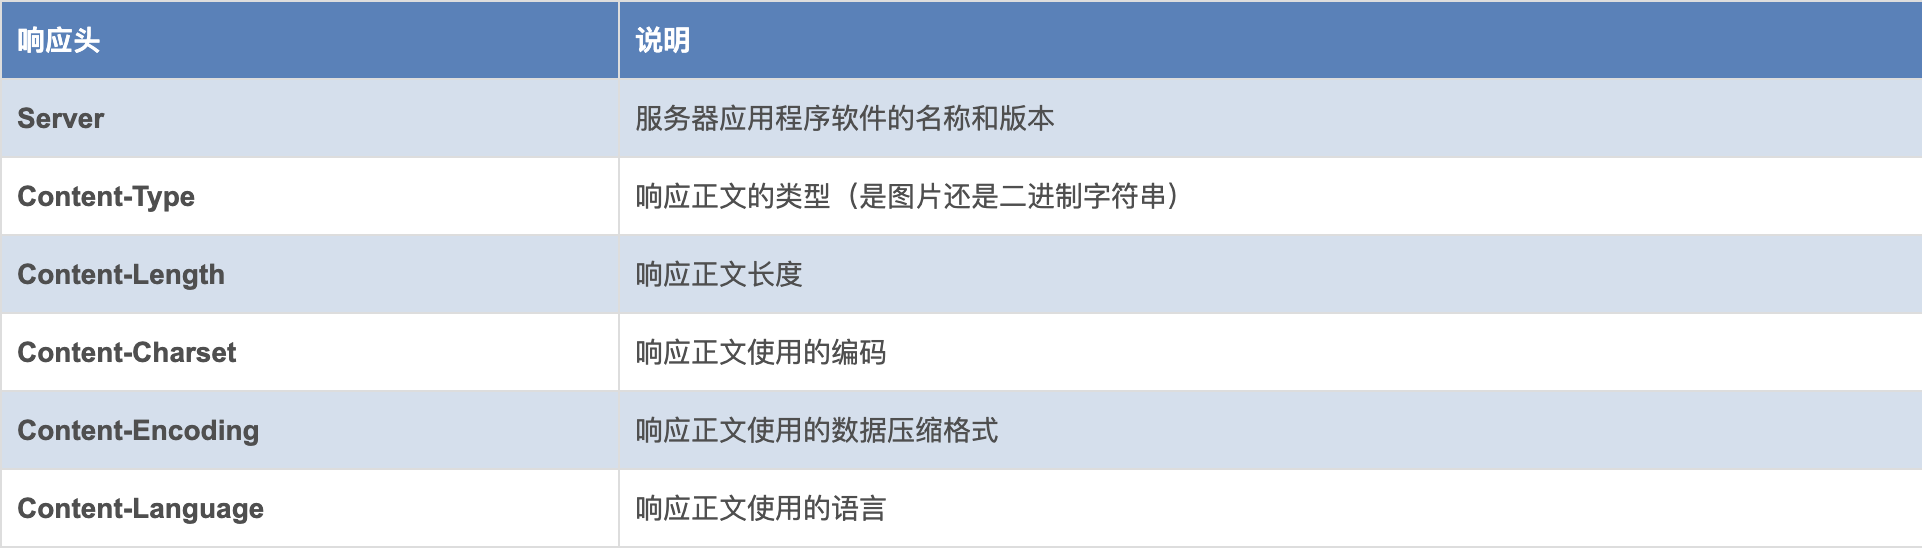 响应头 说明
Server 服务器应用程序软件的名称和版本
Content-Type 响应正文的类型（是图片还是二进制字符串）
Content-Length 响应正文长度
Content-Charset 响应正文使用的编码
Content-Encoding 响应正文使用的数据压缩格式
Content-Language 响应正文使用的语言